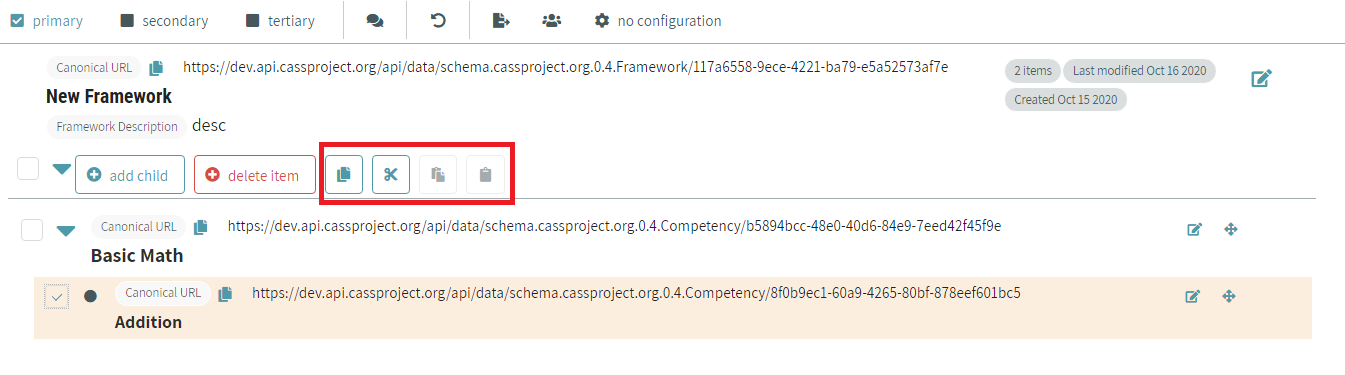 primary secondary tertiary no configuration
Canonical URL https://dev.api.cassproject.org/api/data/schema.cassproject.org.0.4.Framework/117a6558-9ece-4221-ba79-e5a52573af7e 2 items Last modified Oct 16 2020
New Framework Created Oct 15 2020
Framework Description desc
add child delete item
Canonical URL https://dev.api.cassproject.org/api/data/schema.cassproject.org.0.4.Competency/b5894bcc-48e0-40d6-84e9-7eed42f45f9e
Basic Math
Canonical URL https://dev.api.cassproject.org/api/data/schema.cassproject.org.0.4.Competency/8f0b9ec1-60a9-4265-80bf-878eef601bc5
Addition